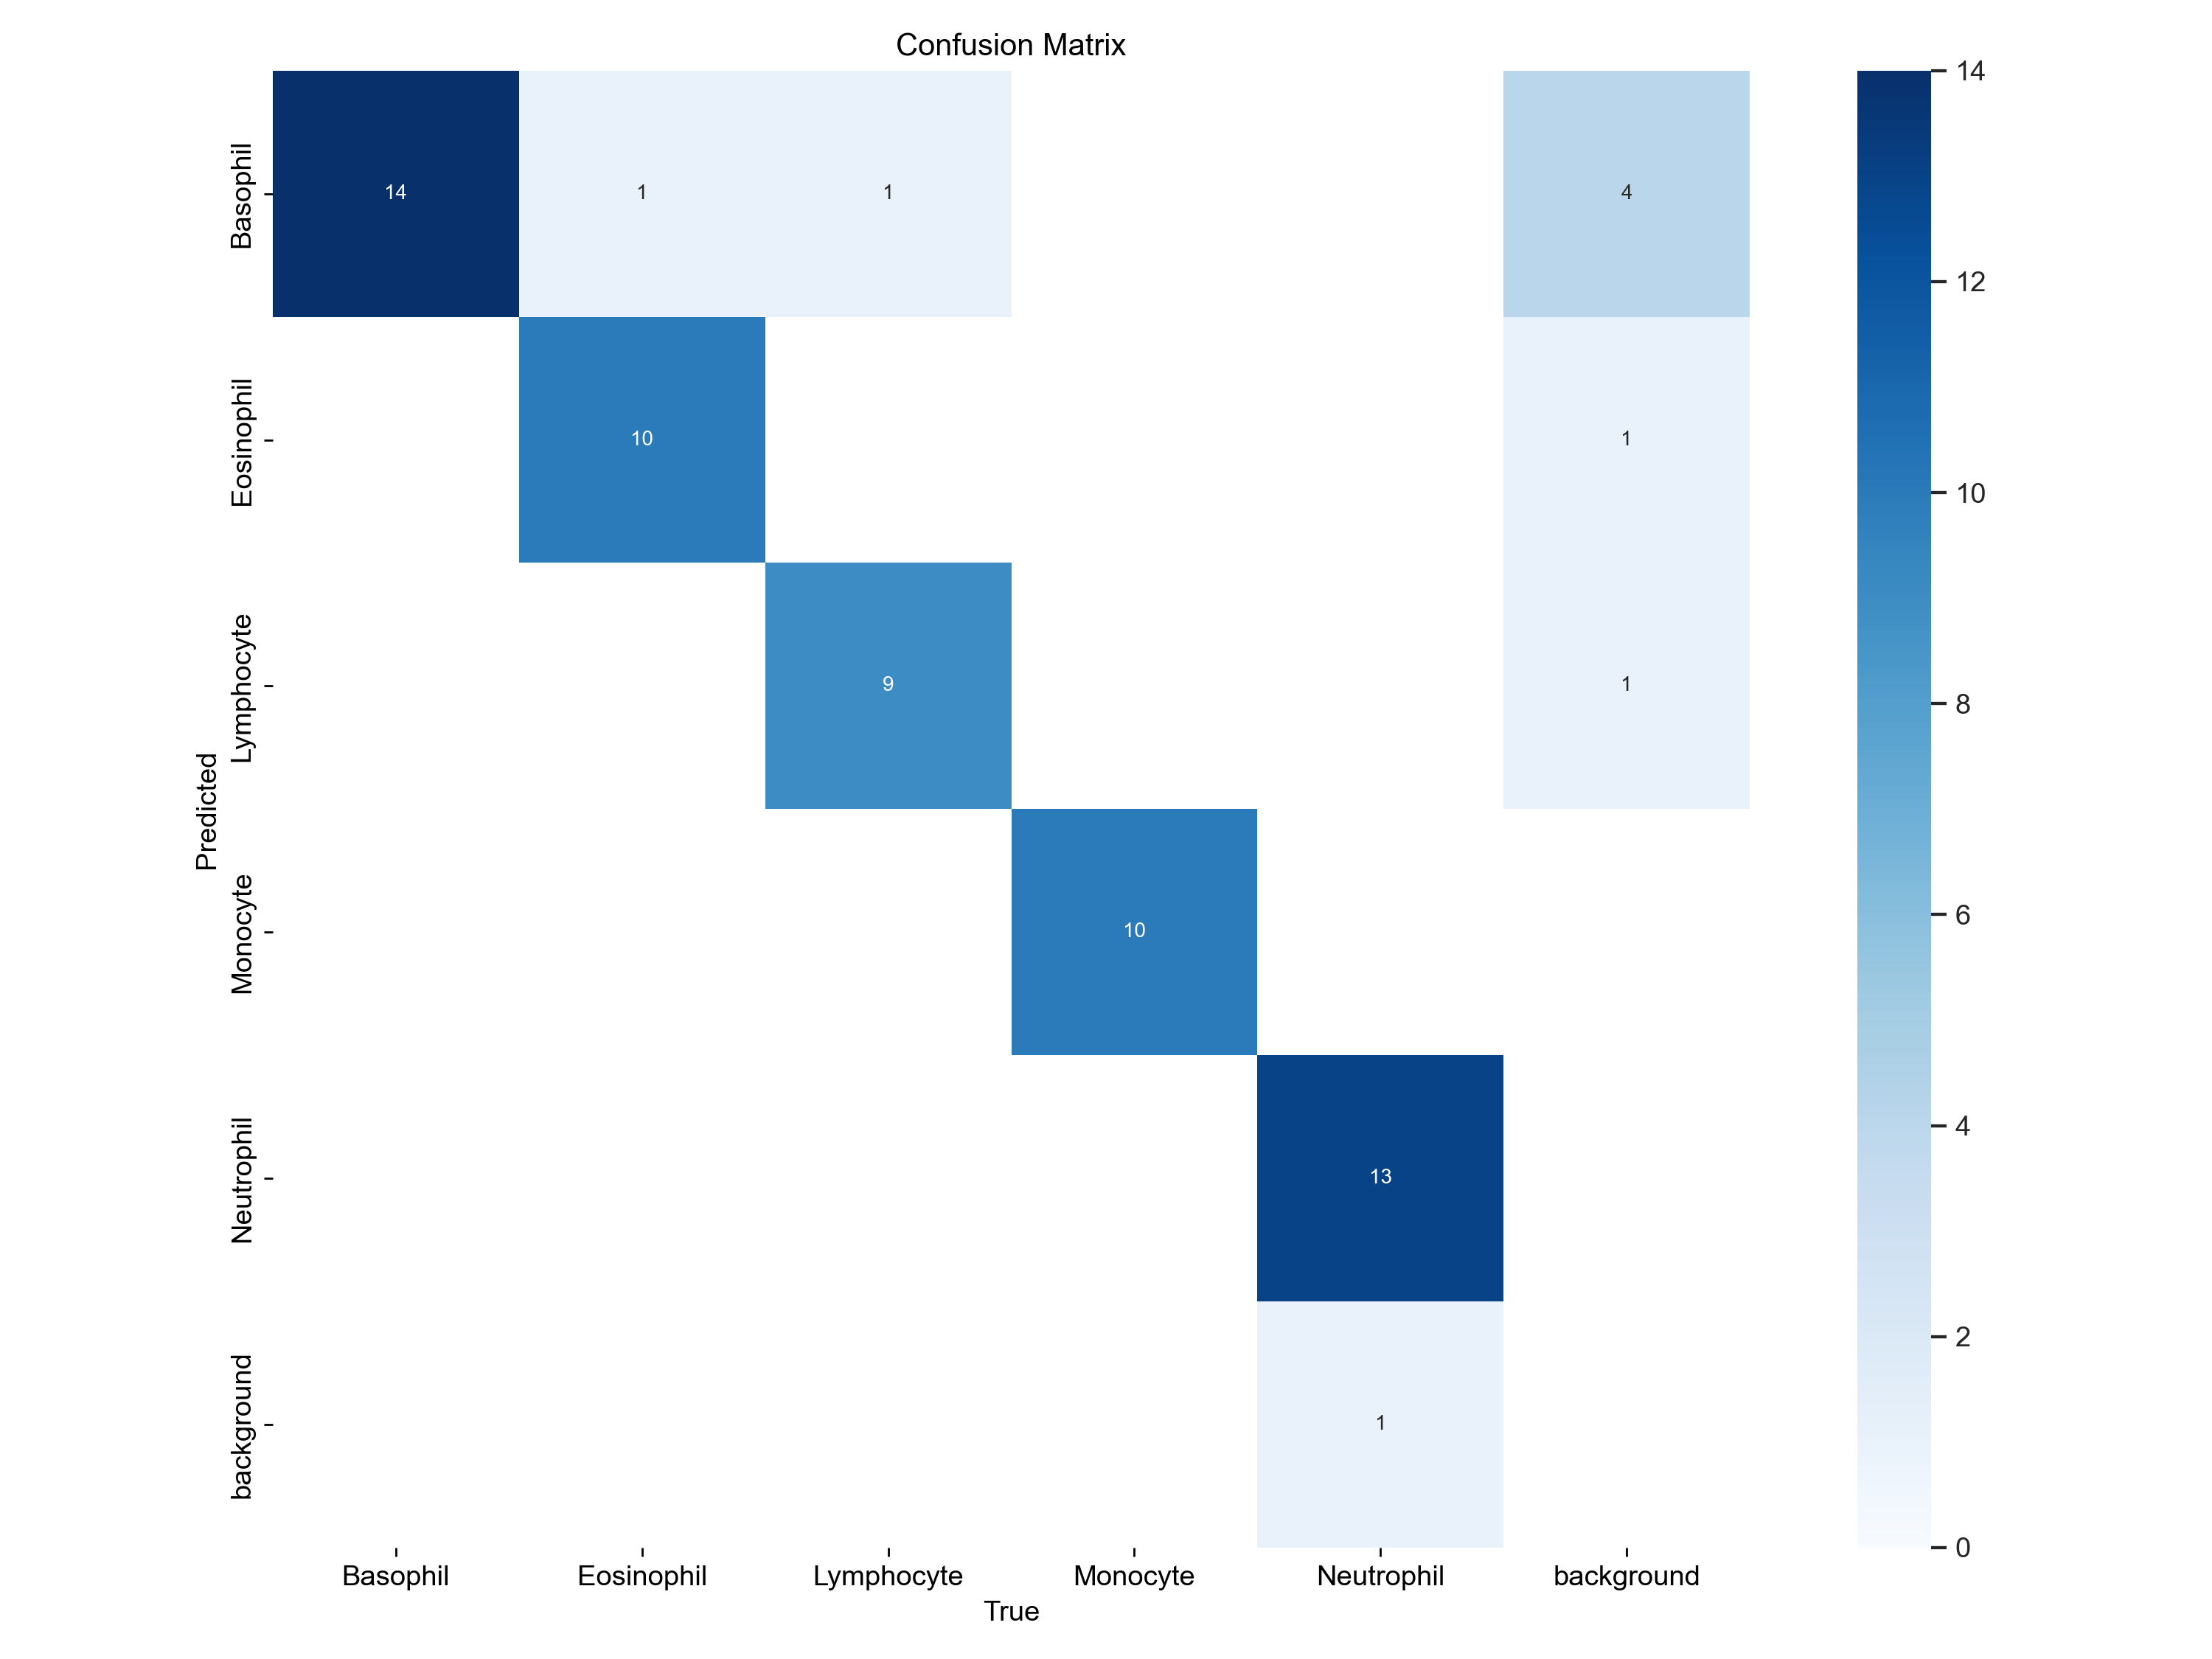 Confusion Matrix
Predicted
Basophil
14
1
1
4
Eosinophil
10
1
Lymphocyte
9
1
Monocyte
10
Neutrophil
13
background
1
Basophil
Eosinophil
Lymphocyte
Monocyte
Neutrophil
background
True
14
12
10
8
6
4
2
0